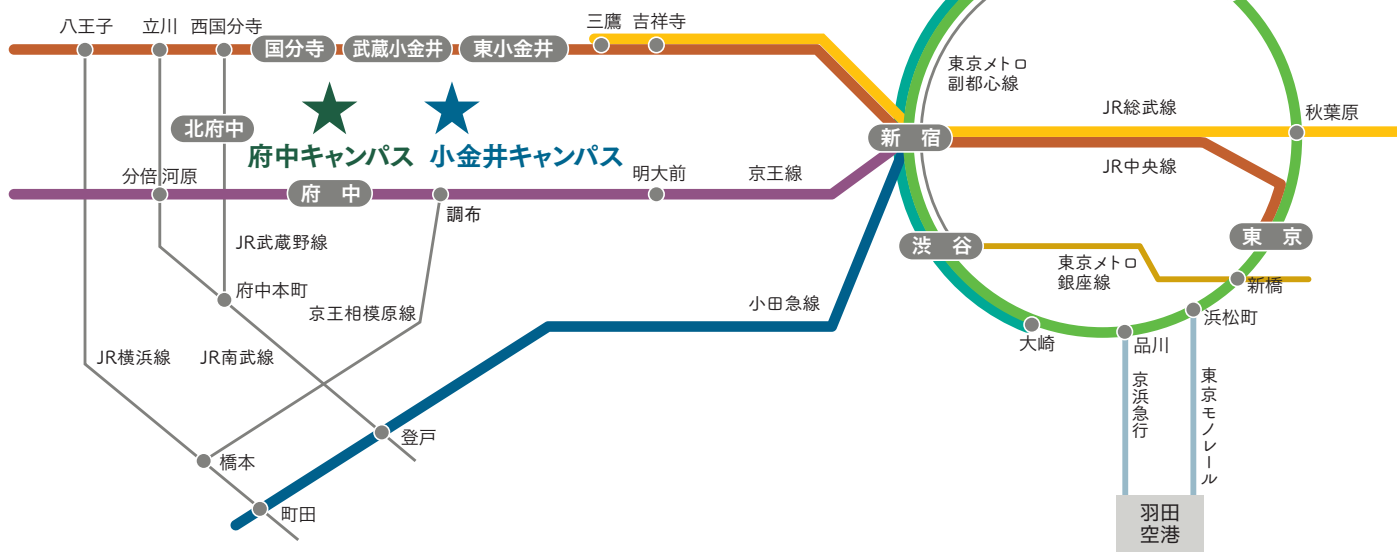 八王子
立川
西国分寺
国分寺
武蔵小金井
東小金井
三鷹
吉祥寺
東京メトロ
副都心線
JR総武線
秋葉原
北府中
新 宿
府中キャンパス
小金井キャンパス
JR中央線
分倍河原
府 中
明大前
京王線
調布
JR武蔵野線
渋谷
東 京
東京メトロ
銀座線
新橋
府中本町
京王相模原線
小田急線
浜松町
大崎
品川
JR横浜線
JR南武線
京浜急行
東京モノレール
登戸
橋本
町田
羽田
空港